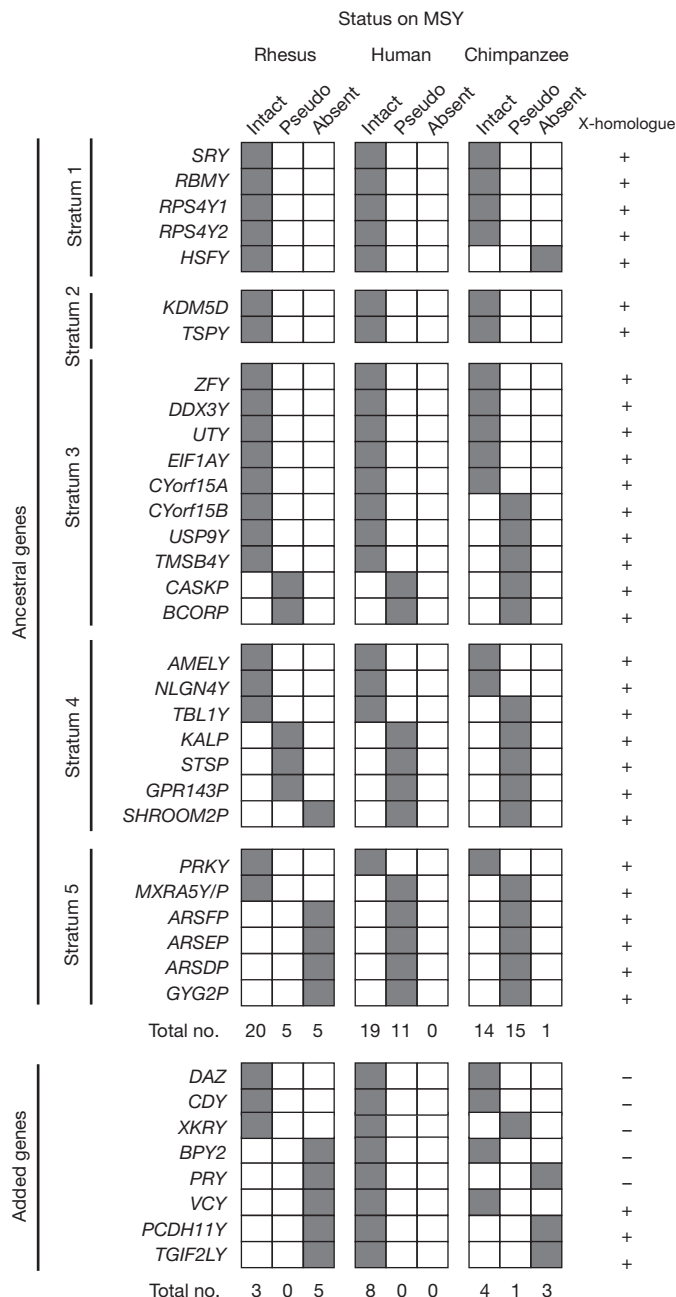 Status on MSY
Rhesus Human Chimpanzee
Intact Pseudo Absent Intact Pseudo Absent Intact Pseudo Absent X-homologue
Ancestral genes
Stratum 1
SRY +
RBMY +
RPS4Y1 +
RPS4Y2 +
HSFY +
Stratum 2
KDM5D +
TSPY +
Stratum 3
ZFY +
DDX3Y +
UTY +
EIF1AY +
CYorf15A +
CYorf15B +
USP9Y +
TMSB4Y +
CASKP +
BCORP +
Stratum 4
AMELY +
NLGN4Y +
TBL1Y +
KALP +
STSP +
GPR143P +
SHROOM2P +
Stratum 5
PRKY +
MXRA5Y/P +
ARSFP +
ARSEP +
ARSDP +
GYG2P +
Total no. 20 5 5 19 11 0 14 15 1
Added genes
DAZ –
CDY –
XKRY –
BPY2 –
PRY –
VCY +
PCDH11Y +
TGIF2LY +
Total no. 3 0 5 8 0 0 4 1 3